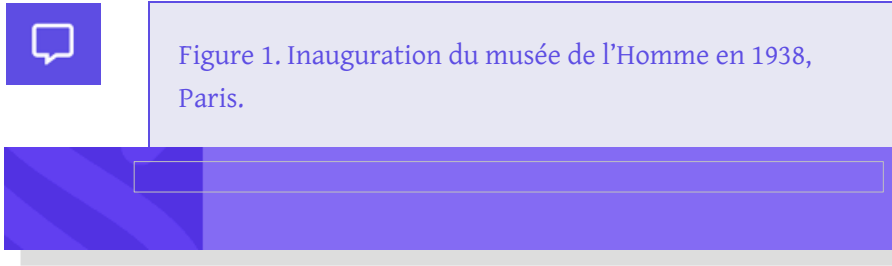 Figure 1. Inauguration du musée de l’Homme en 1938,
Paris.